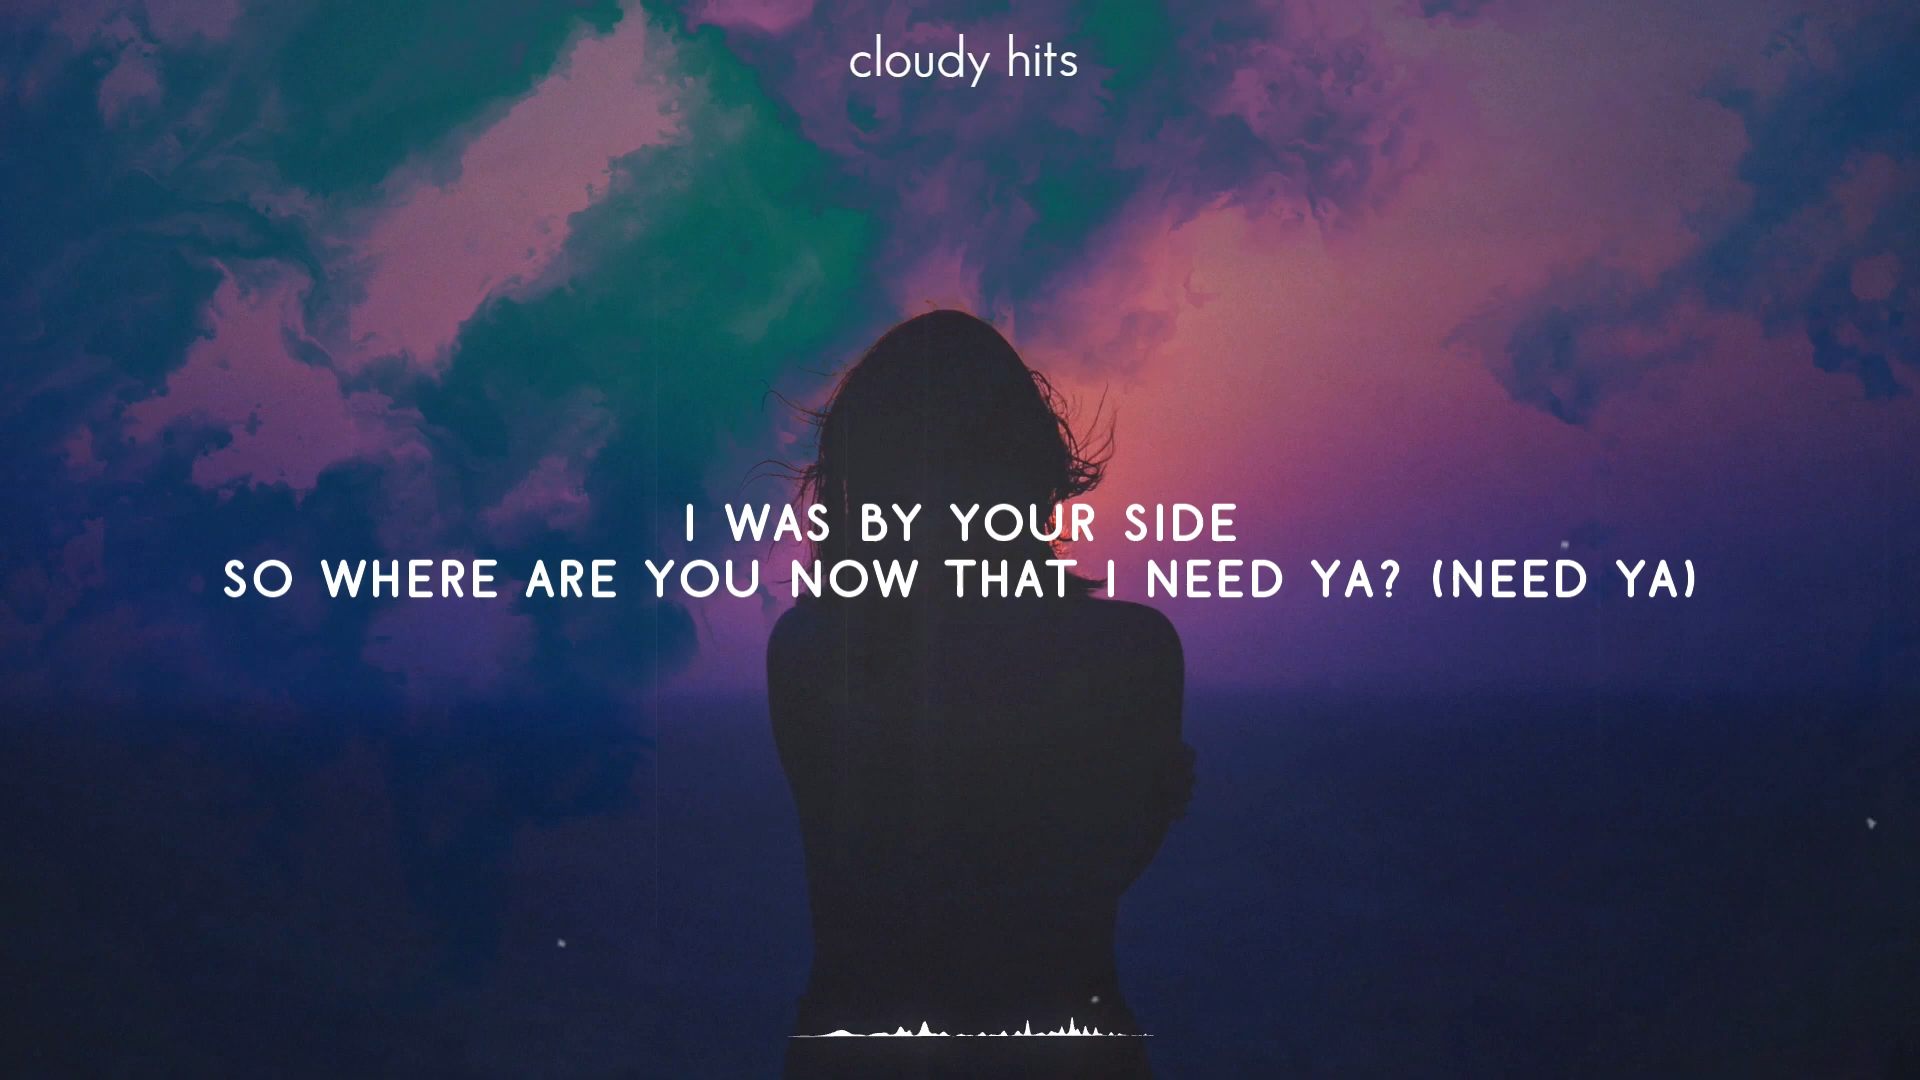 cloudy hits
I WAS BY YOUR SIDE
SO WHERE ARE YOU NOW THAT I NEED YA? (NEED YA)